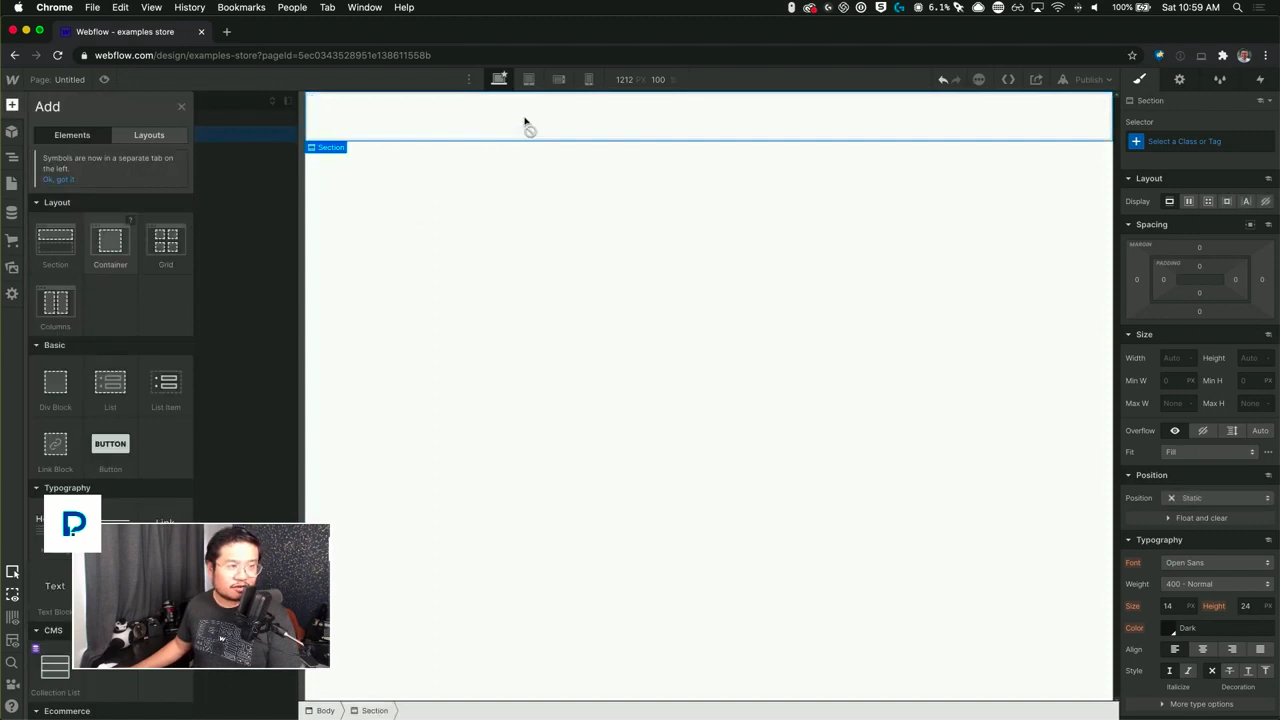 Chrome File Edit View History Bookmarks People Tab Window Help 6.1% 100% Sat 10:59 AM
Webflow - examples store
webflow.com/design/examples-store?pageId=5ec0343528951e138611558b
Page: Untitled 1212 PX 100 % Publish
Add
Section
Elements Layouts
Selector
Select a Class or Tag
Symbols are now in a separate tab on
the left.
Ok, got it
Section
Layout
Display
Layout
Section Container Grid
Columns
Spacing
MARGIN
0
PADDING
0
0 0 0 0
0
0
Size
Width Auto - Height Auto -
Min W 0 PX Min H 0 PX
Max W None - Max H None -
Basic
Div Block List List Item
BUTTON
Link Block Button
Overflow Auto
Fit Fill
Position
Position Static
Float and clear
Typography
Text
CMS
Collection List
Ecommerce
Typography
Font Open Sans
Weight 400 - Normal
Size 14 PX Height 24 PX
Color Dark
Align
Style
Italicize Decoration
More type options
Body Section